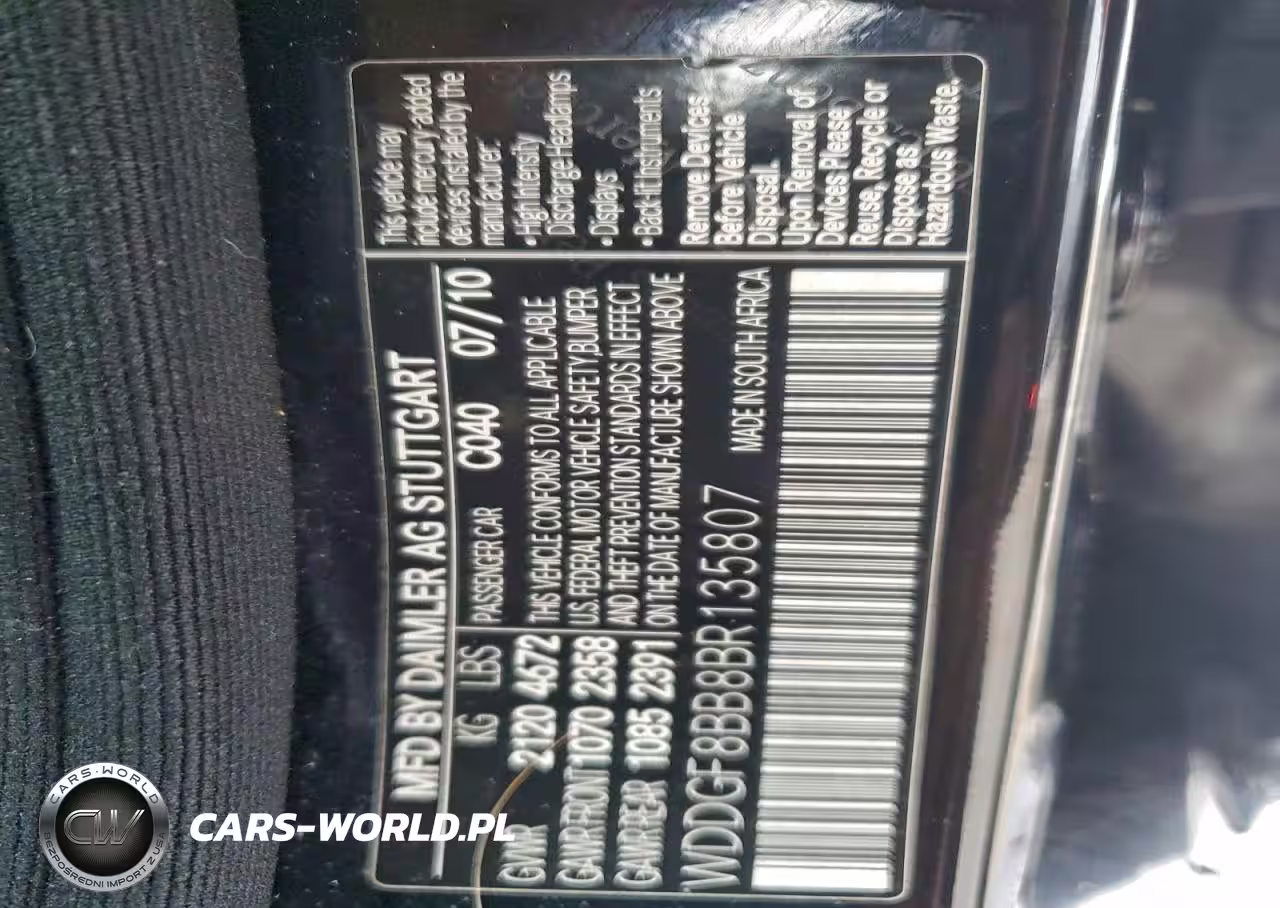 MFD BY DAIMLER AG STUTTGART
KG LBS
PASSENGER CAR C040 07/10
GVWR 2120 4672
GAWR FRONT 1070 2358
GAWR REAR 1085 2391
THIS VEHICLE CONFORMS TO ALL APPLICABLE
U.S. FEDERAL MOTOR VEHICLE SAFETY, BUMPER
AND THEFT PREVENTION STANDARDS IN EFFECT
ON THE DATE OF MANUFACTURE SHOWN ABOVE
WDDGF8BB8BR135807
MADE IN SOUTH AFRICA
This vehicle may
include mercury-added
devices installed by the
manufacturer:
• High Intensity
Discharge Headlamps
• Displays
• Back-lit Instruments
Remove Devices
Before Vehicle
Disposal.
Upon Removal of
Devices Please
Reuse, Recycle or
Dispose as
Hazardous Waste.
CARS-WORLD
CW
BEZPOŚREDNI IMPORT Z USA
CARS-WORLD.PL